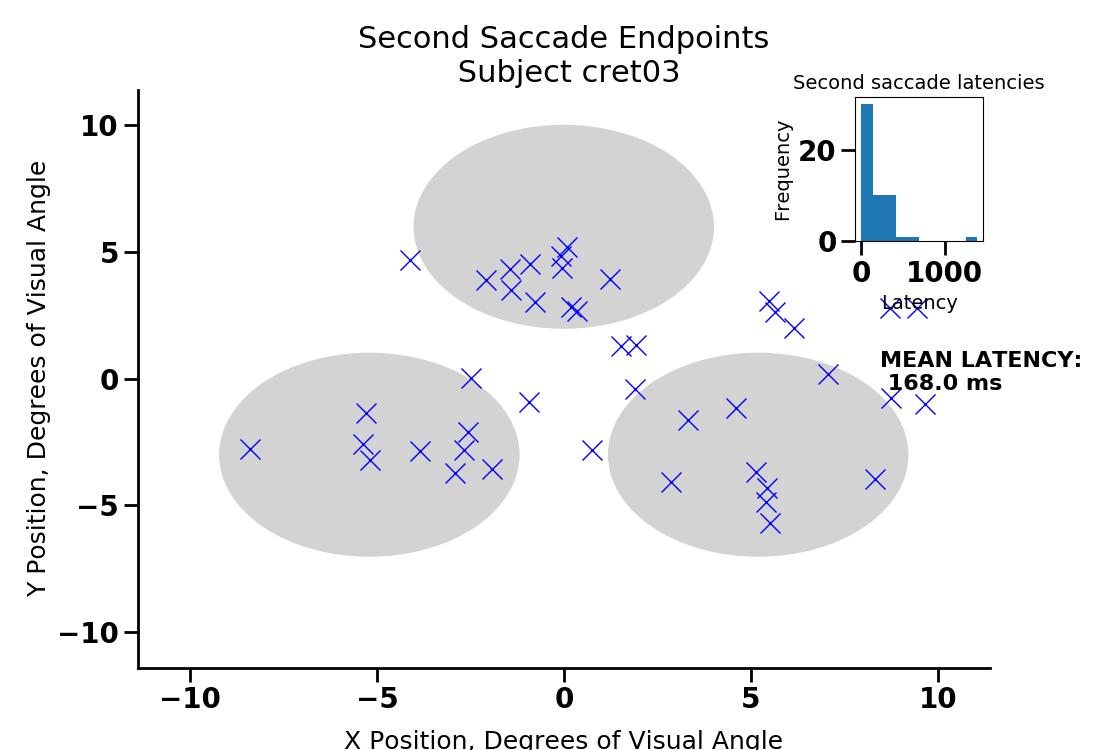 Second Saccade Endpoints
Subject cret03
Second saccade latencies
Frequency
20
0
0 1000
Latency
MEAN LATENCY:
168.0 ms
Y Position, Degrees of Visual Angle
10
5
0
−5
−10
−10 −5 0 5 10
X Position, Degrees of Visual Angle